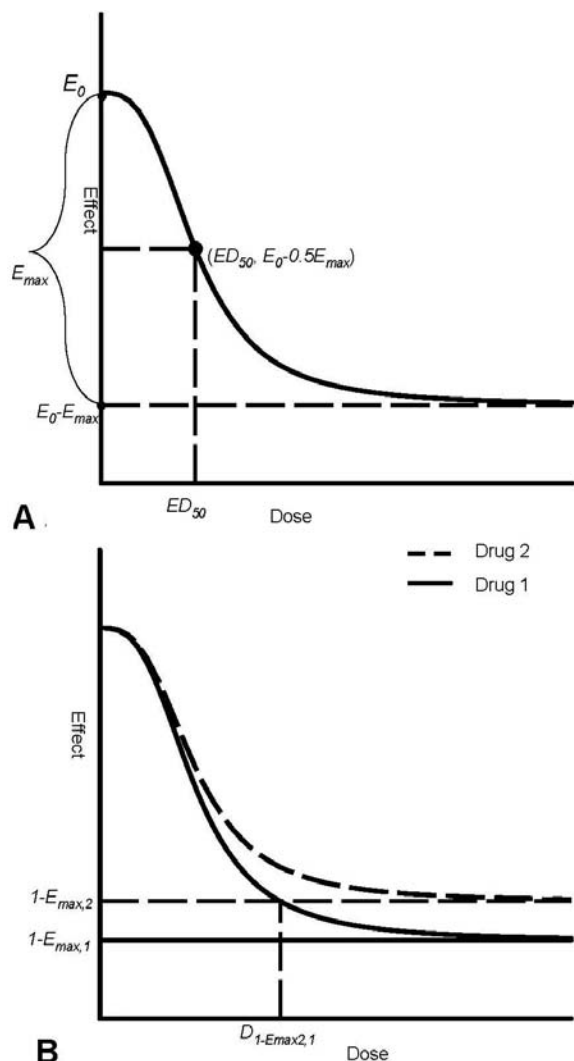 E0
Effect
(ED50, E0-0.5Emax)
Emax
E0-Emax
ED50
Dose
A
Drug 2
Drug 1
Effect
1-Emax,2
1-Emax,1
D1-Emax2,1
Dose
B